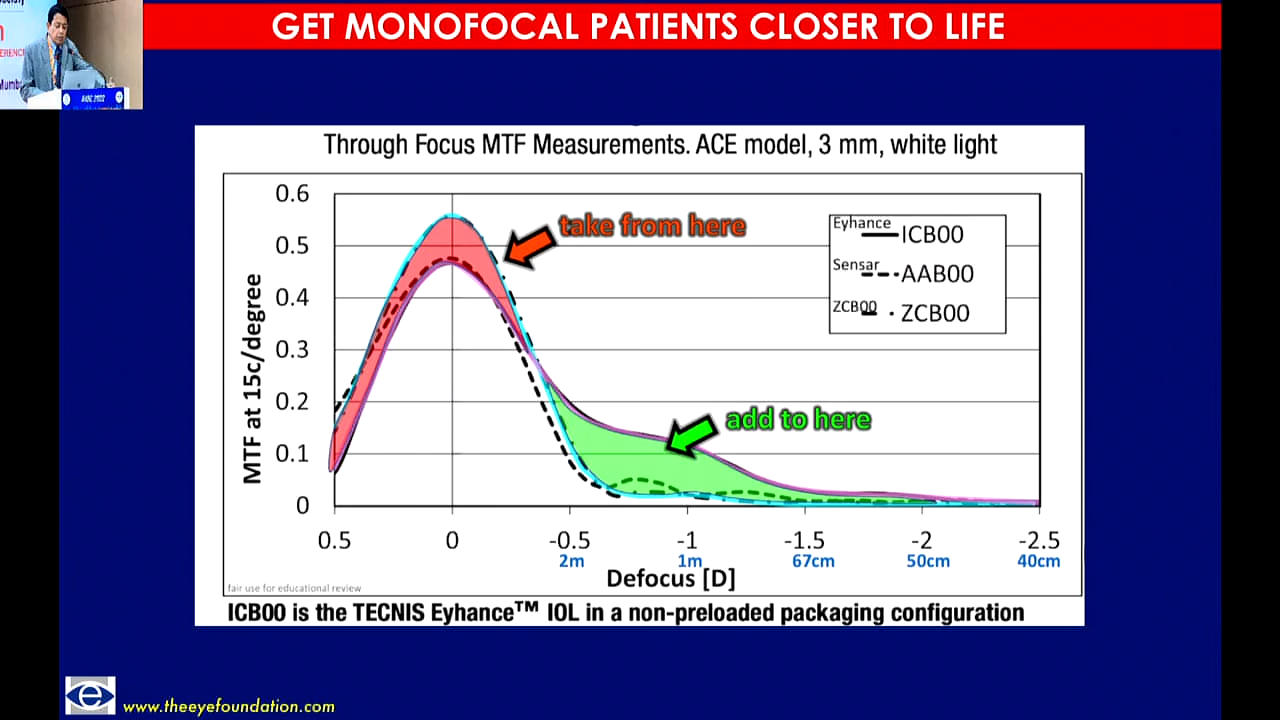 GET MONOFOCAL PATIENTS CLOSER TO LIFE
ERENCE
Mumb
Through Focus MTF Measurements. ACE model, 3 mm, white light
MTF at 15c/degree
0.6
0.5
0.4
0.3
0.2
0.1
0
take from here
add to here
Eyhance
ICB00
Sensar
AAB00
ZCB00
ZCB00
0.5 0 -0.5 -1 -1.5 -2 -2.5
2m 1m 67cm 50cm 40cm
Defocus [D]
fair use for educational review
ICB00 is the TECNIS Eyhance™ IOL in a non-preloaded packaging configuration
e
www.theeyefoundation.com